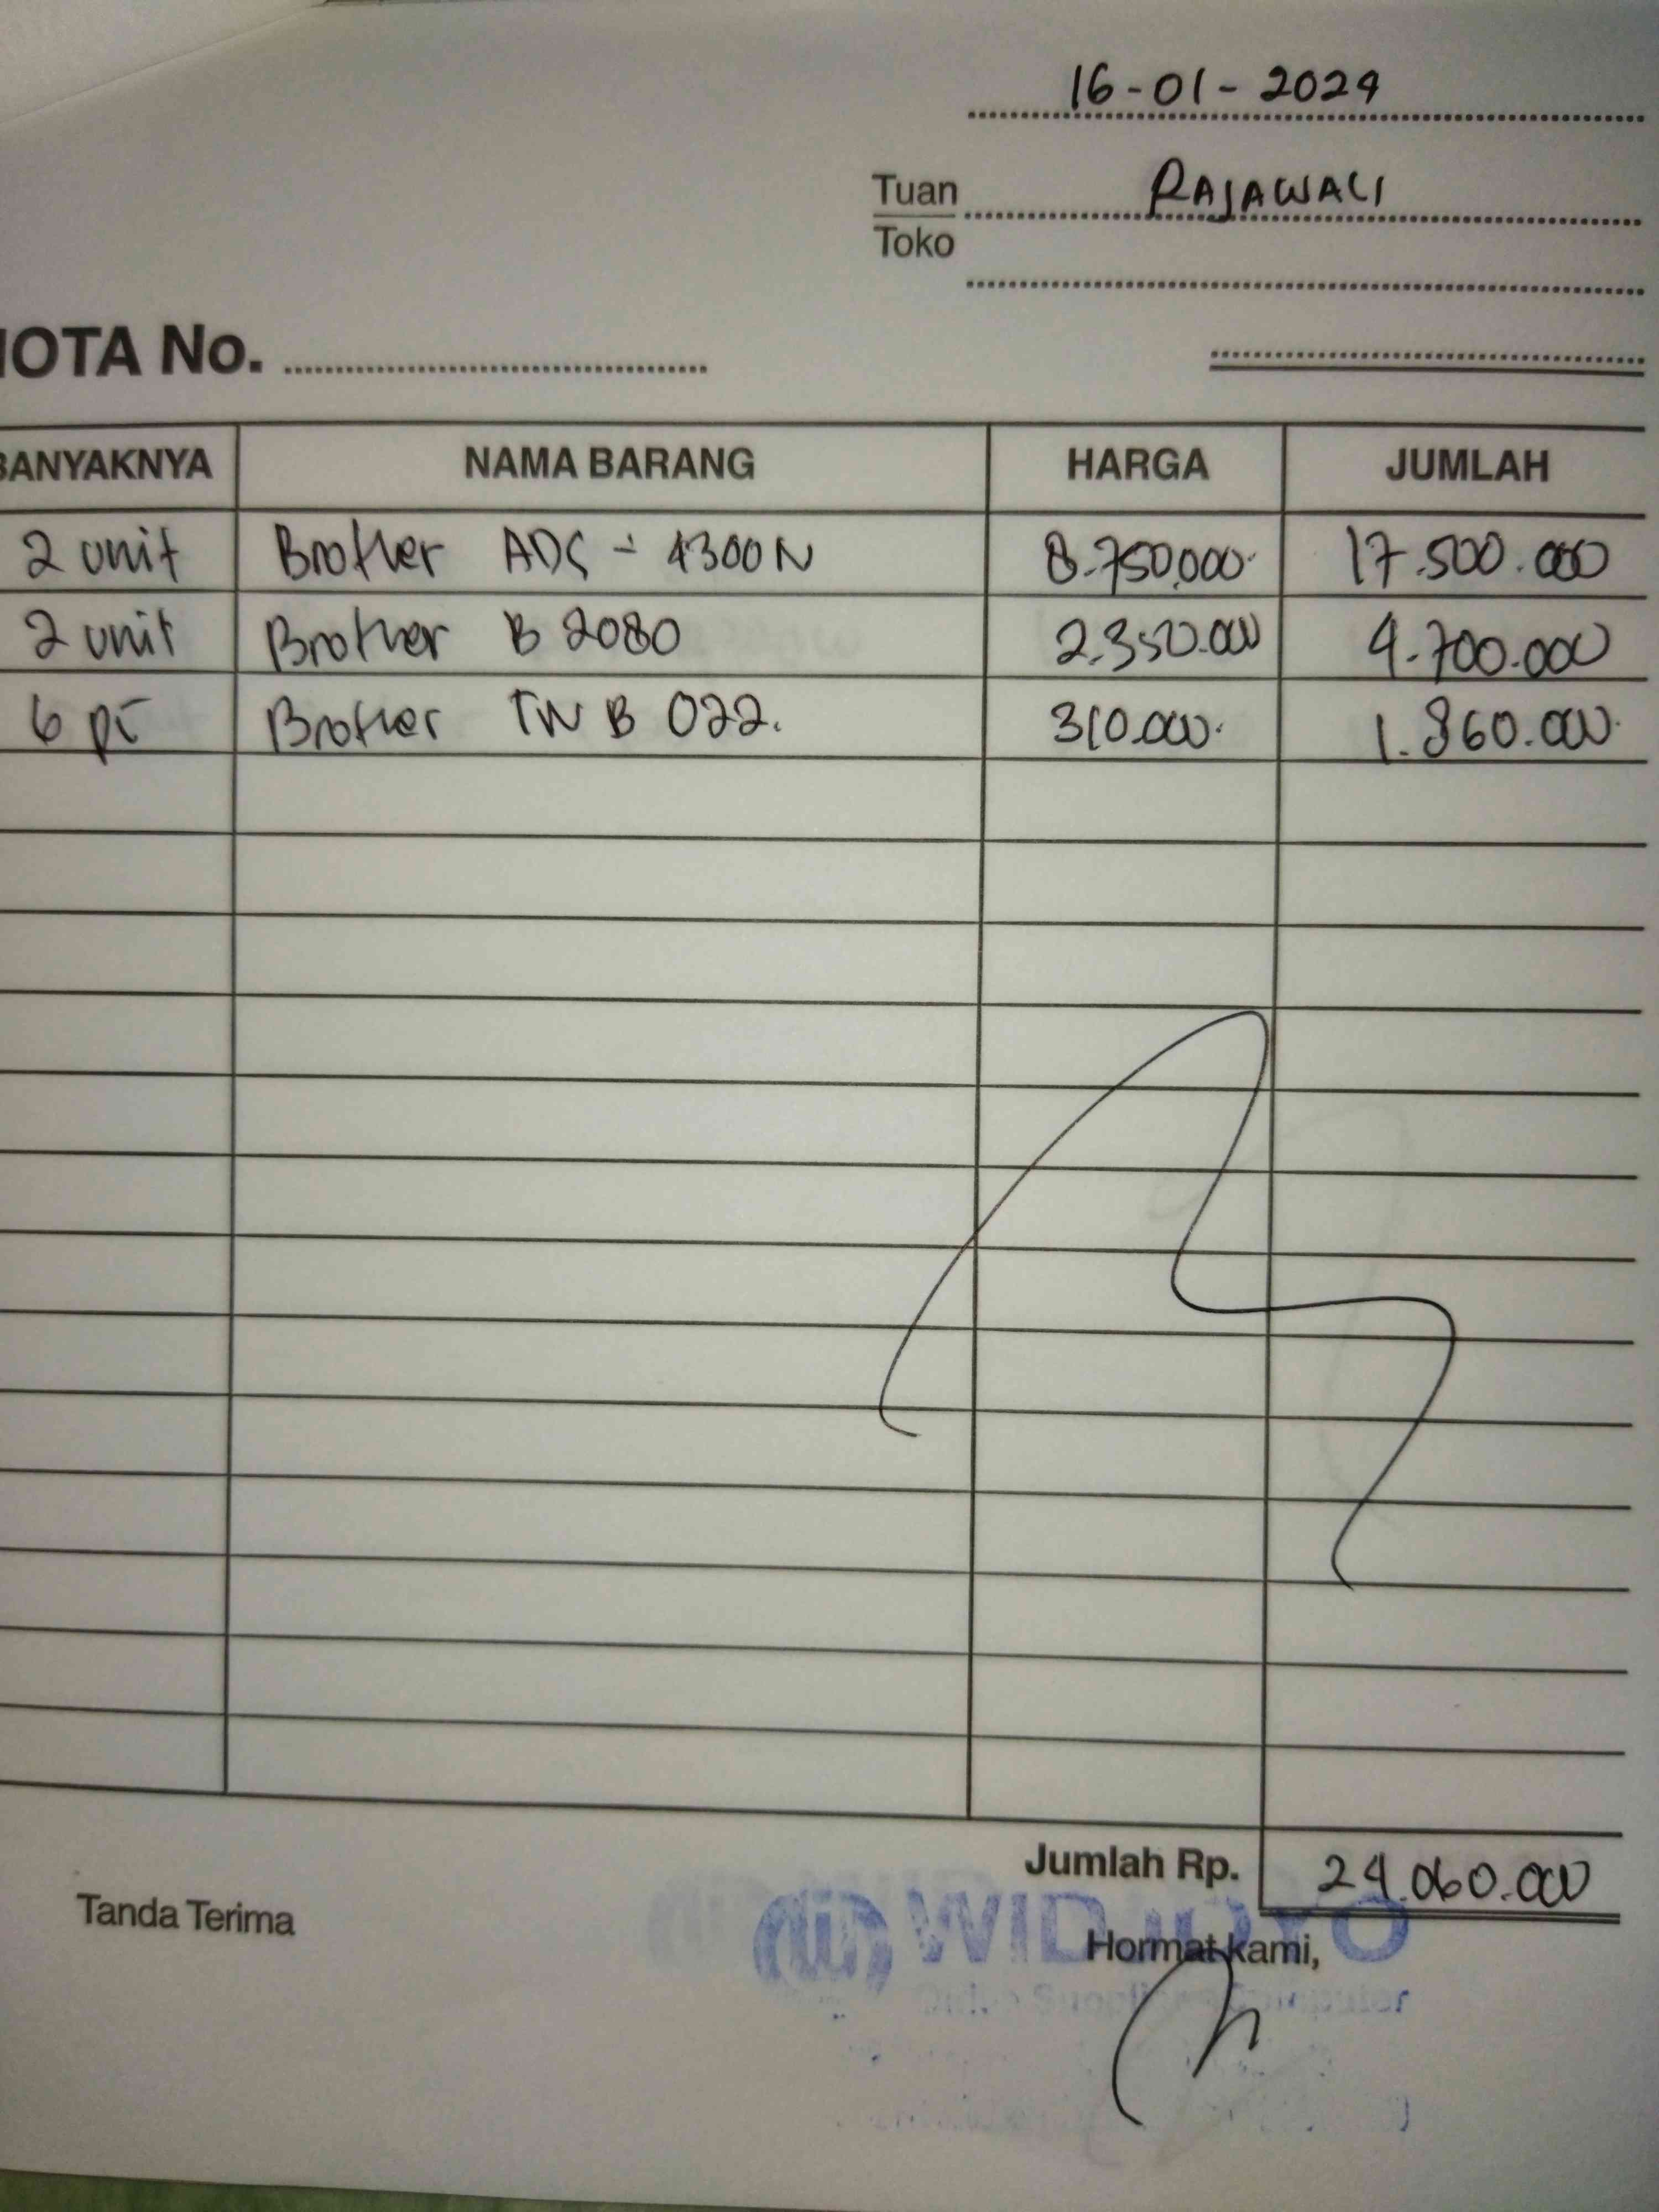 16-01-2024
Tuan RAJAWALI
Toko
NOTA No.
BANYAKNYA NAMA BARANG HARGA JUMLAH
2 unit Brother ADS - 4300N 8.750.000 17.500.000
2 unit Brother B 2080 2.350.000 4.700.000
6 pc Brother TN B 022. 310.000 1.860.000
Jumlah Rp. 24.060.000
Tanda Terima
Hormat kami,